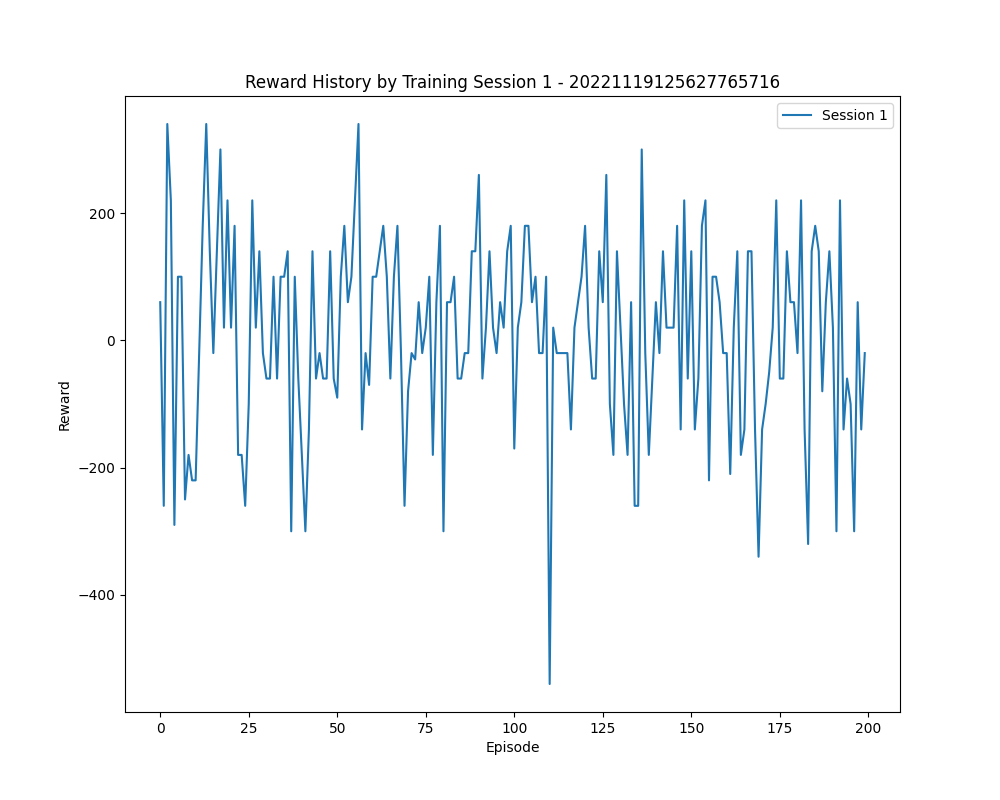 Reward History by Training Session 1 - 20221119125627765716
Session 1
200
0
−200
−400
Reward
0 25 50 75 100 125 150 175 200
Episode